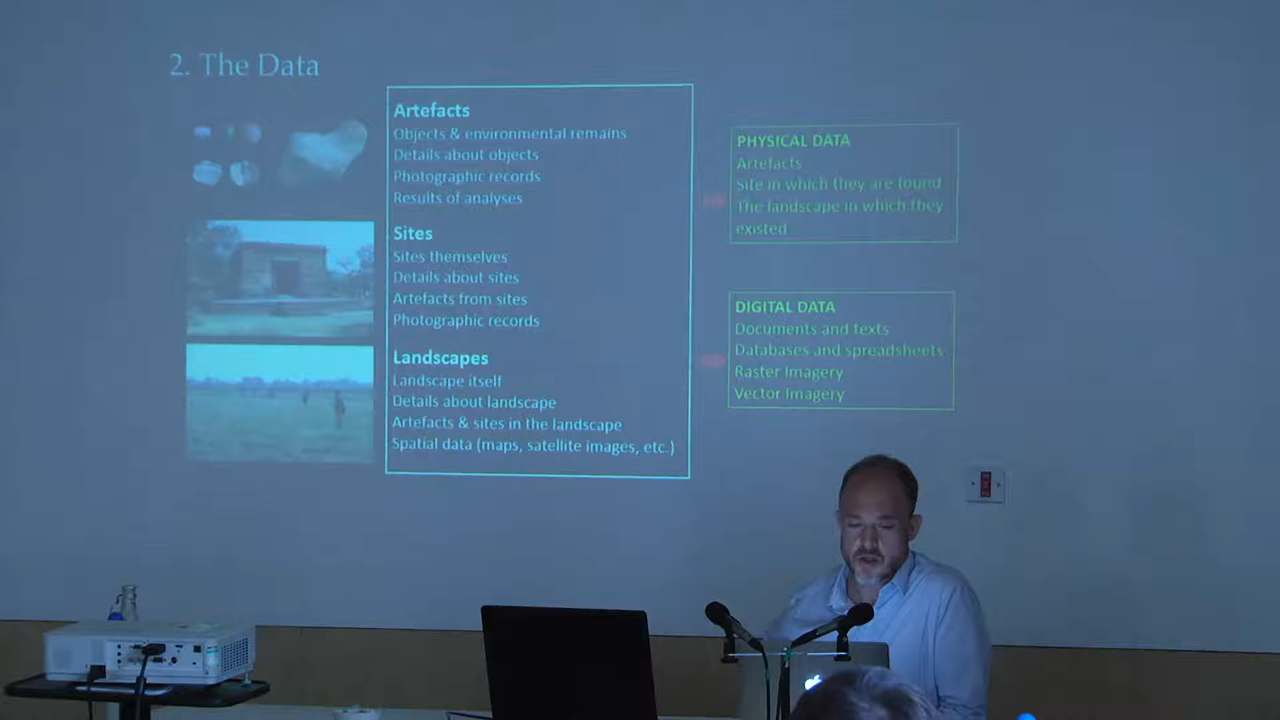 2. The Data
Artefacts
Objects & environmental remains
Details about objects
Photographic records
Results of analyses
Sites
Sites themselves
Details about sites
Artefacts from sites
Photographic records
Landscapes
Landscape itself
Details about landscape
Artefacts & sites in the landscape
Spatial data (maps, satellite images, etc.)
PHYSICAL DATA
Artefacts
Site in which they are found
The landscape in which they
existed
DIGITAL DATA
Documents and texts
Databases and spreadsheets
Raster Imagery
Vector Imagery